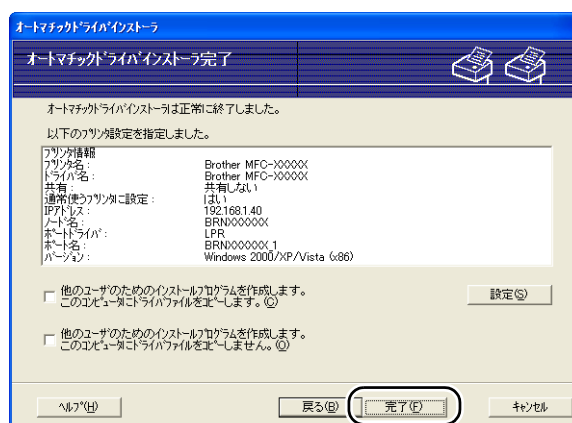 オートマチックドライバインストーラ
オートマチックドライバインストーラ完了
オートマチックドライバインストーラは正常に終了しました。
以下のプリンタ設定を指定しました。
プリンタ情報
プリンタ名: Brother MFC-XXXXX
ドライバ名: Brother MFC-XXXXX
共有: 共有しない
通常使うプリンタに設定: はい
IPアドレス: 192.168.1.40
ノード名: BRNXXXXXX
ポートドライバ: LPR
ポート名: BRNXXXXXX_1
バージョン: Windows 2000/XP/Vista (x86)
他のユーザのためのインストールプログラムを作成します。
このコンピュータにドライバファイルをコピーします。(C)
設定(S)
他のユーザのためのインストールプログラムを作成します。
このコンピュータにドライバファイルをコピーしません。(O)
ヘルプ(H) 戻る(B) 完了(F) キャンセル